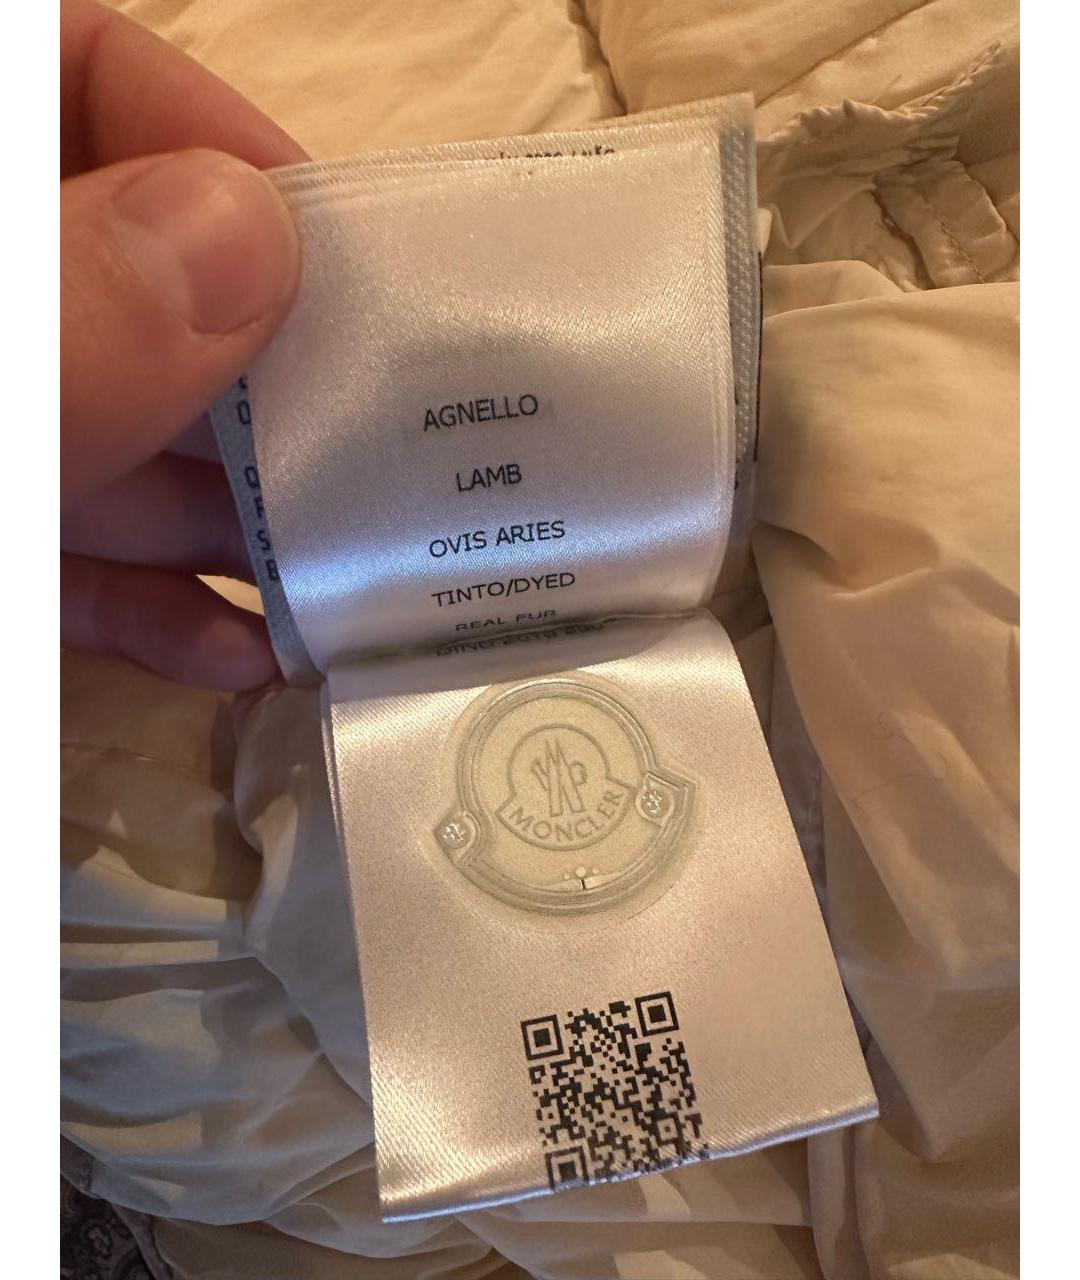 AGNELLO
LAMB
OVIS ARIES
TINTO/DYED
REAL FUR
MONCLER
O
Q
F
S
B